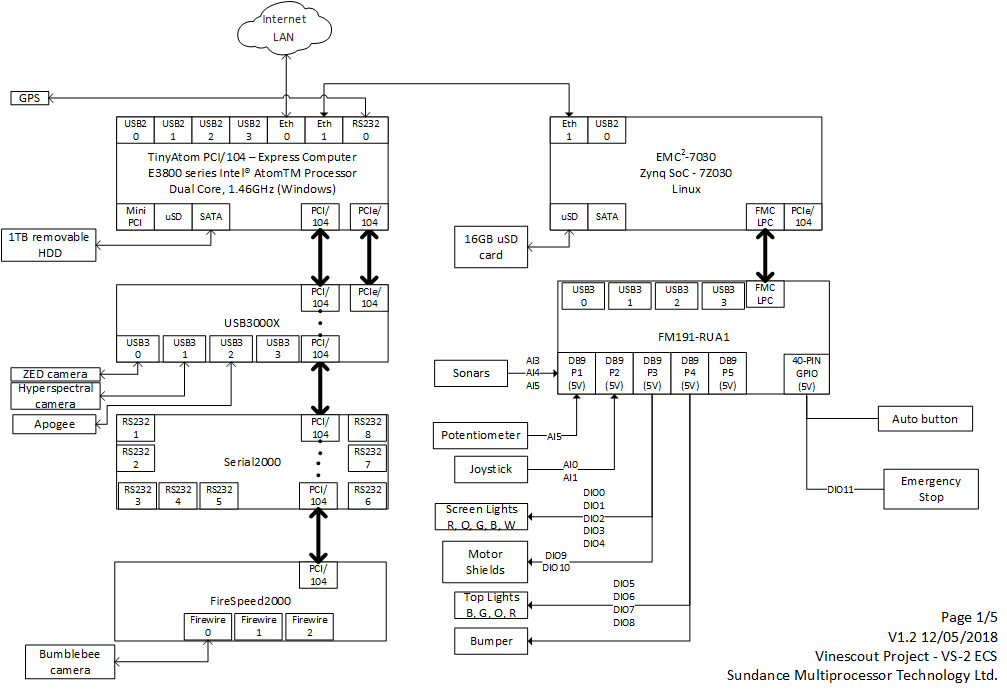 Internet
LAN
GPS
USB2 0
USB2 1
USB2 2
USB2 3
Eth 0
Eth 1
RS232 0
TinyAtom PCI/104 – Express Computer
E3800 series Intel® AtomTM Processor
Dual Core, 1.46GHz (Windows)
Mini PCI
uSD
SATA
PCI/ 104
PCIe/ 104
1TB removable
HDD
Eth 1
USB2 0
EMC²-7030
Zynq SoC - 7Z030
Linux
uSD
SATA
FMC LPC
PCIe/ 104
16GB uSD
card
PCI/ 104
PCIe/ 104
USB3000X
USB3 0
USB3 1
USB3 2
USB3 3
PCI/ 104
ZED camera
Hyperspectral
camera
Apogee
USB3 0
USB3 1
USB3 2
USB3 3
FMC LPC
FM191-RUA1
DB9 P1 (5V)
DB9 P2 (5V)
DB9 P3 (5V)
DB9 P4 (5V)
DB9 P5 (5V)
40-PIN GPIO (5V)
Sonars
AI3
AI4
AI5
Potentiometer
AI5
Joystick
AI0
AI1
Auto button
Emergency
Stop
DIO11
RS232 1
RS232 2
RS232 3
RS232 4
RS232 5
PCI/ 104
RS232 8
RS232 7
Serial2000
PCI/ 104
RS232 6
Screen Lights
R, O, G, B, W
DIO0
DIO1
DIO2
DIO3
DIO4
Motor
Shields
DIO9
DIO10
Top Lights
B, G, O, R
DIO5
DIO6
DIO7
DIO8
Bumper
PCI/ 104
FireSpeed2000
Firewire 0
Firewire 1
Firewire 2
Bumblebee
camera
Page 1/5
V1.2 12/05/2018
Vinescout Project - VS-2 ECS
Sundance Multiprocessor Technology Ltd.